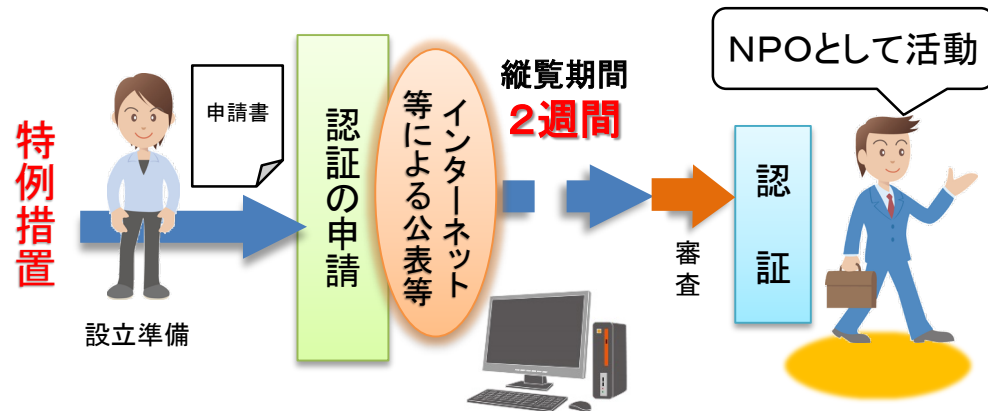 特例措置
設立準備
申請書
認証の申請
インターネット
等による公表等
縦覧期間
２週間
審査
認証
ＮＰＯとして活動